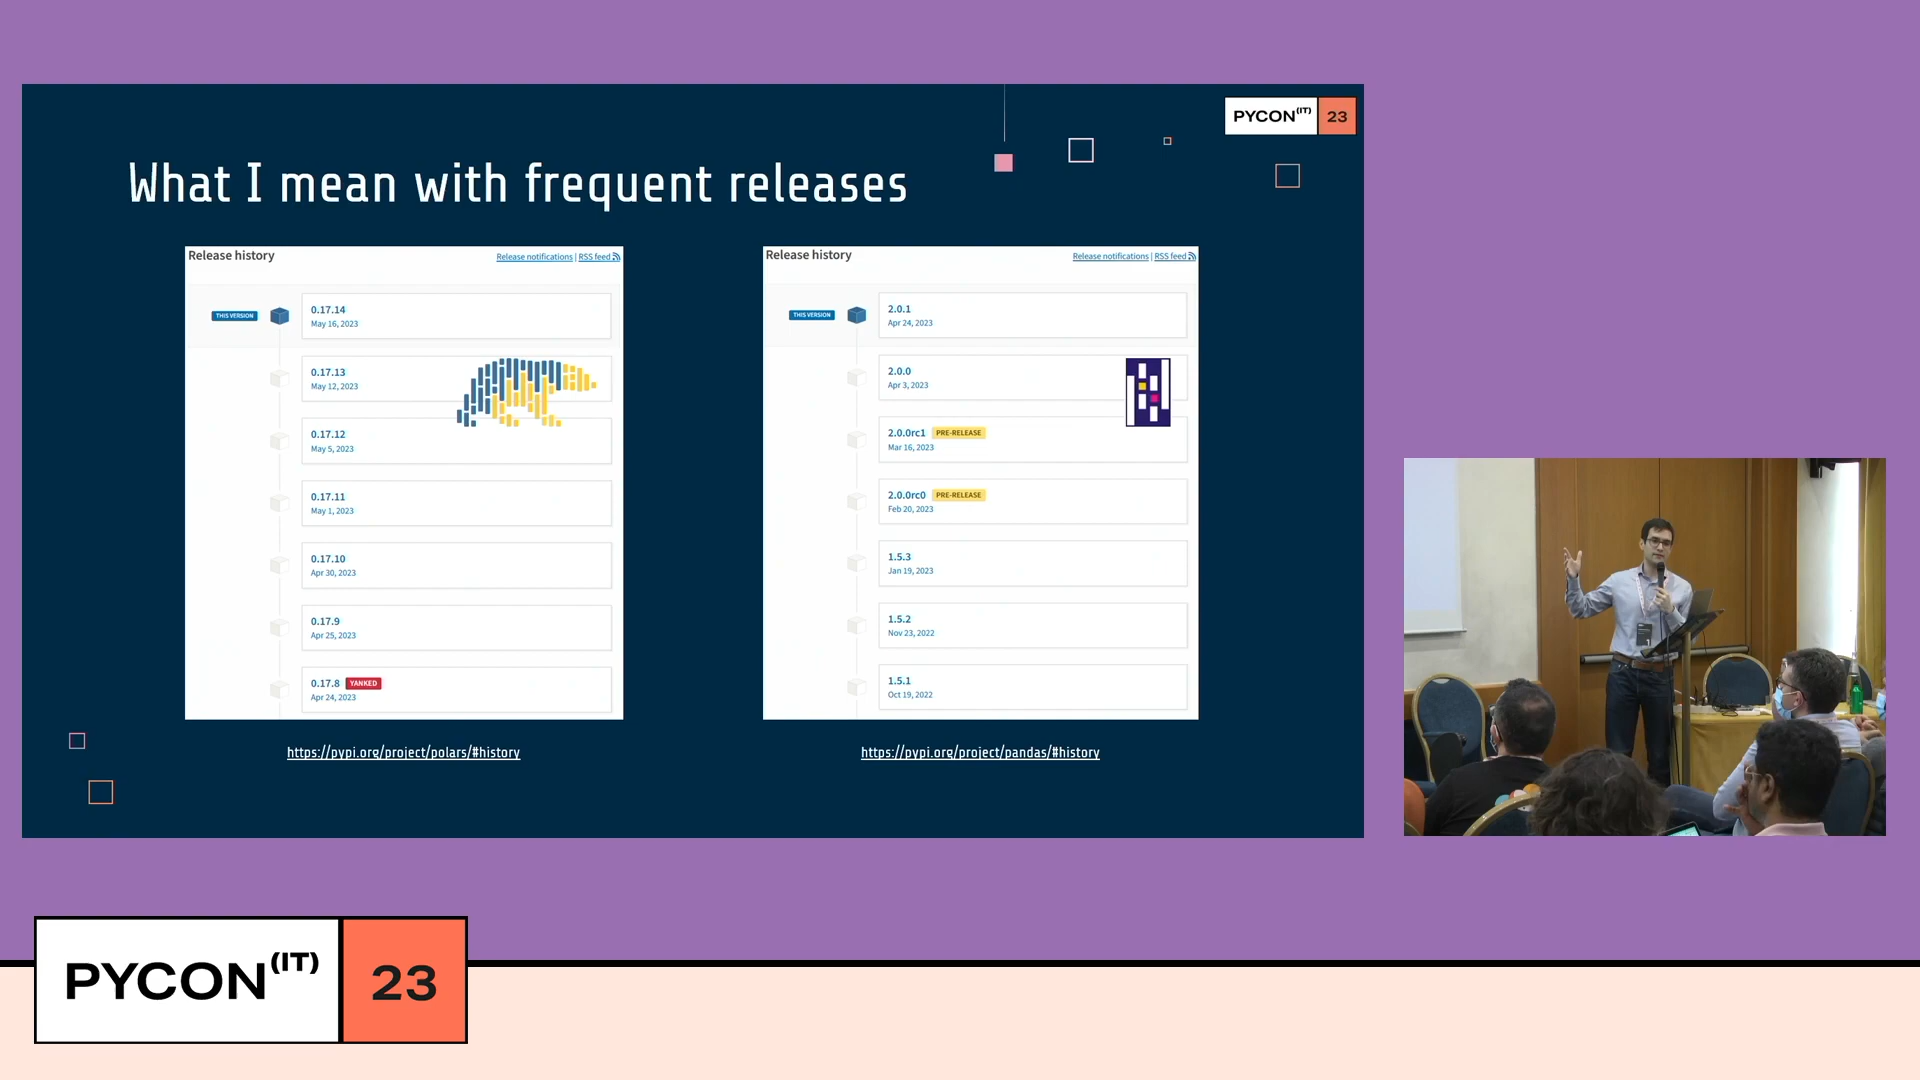 PYCON(IT) 23
What I mean with frequent releases
Release history
Release notifications | RSS feed
THIS VERSION
0.17.14
May 16, 2023
0.17.13
May 12, 2023
0.17.12
May 5, 2023
0.17.11
May 1, 2023
0.17.10
Apr 30, 2023
0.17.9
Apr 25, 2023
0.17.8 YANKED
Apr 24, 2023
https://pypi.org/project/polars/#history
Release history
Release notifications | RSS feed
THIS VERSION
2.0.1
Apr 24, 2023
2.0.0
Apr 3, 2023
2.0.0rc1 PRE-RELEASE
Mar 16, 2023
2.0.0rc0 PRE-RELEASE
Feb 20, 2023
1.5.3
Jan 19, 2023
1.5.2
Nov 23, 2022
1.5.1
Oct 19, 2022
https://pypi.org/project/pandas/#history
PYCON(IT) 23